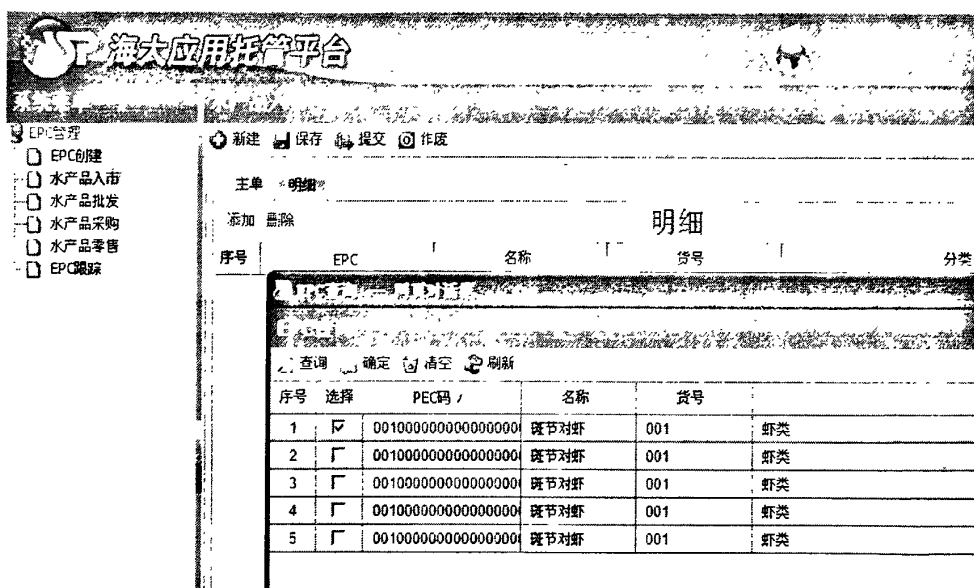 海大应用托管平台
EPC管理
EPC创建
水产品入市
水产品批发
水产品采购
水产品零售
EPC跟踪
新建 保存 提交 作废
主单 明细
添加 删除 明细
序号 EPC 名称 货号 分类
查询 确定 清空 刷新
序号 选择 PEC码 名称 货号
1 0010000000000000000 斑节对虾 001 虾类
2 0010000000000000000 斑节对虾 001 虾类
3 0010000000000000000 斑节对虾 001 虾类
4 0010000000000000000 斑节对虾 001 虾类
5 0010000000000000000 斑节对虾 001 虾类